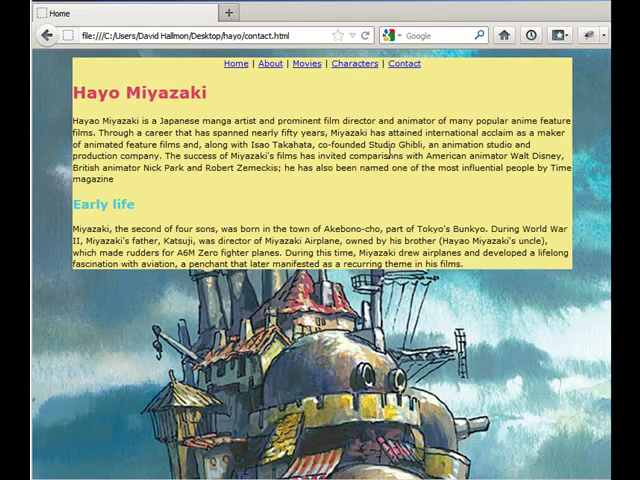 Home
file:///C:/Users/David Hallmon/Desktop/hayo/contact.html
Google
Home | About | Movies | Characters | Contact
Hayo Miyazaki
Hayao Miyazaki is a Japanese manga artist and prominent film director and animator of many popular anime feature
films. Through a career that has spanned nearly fifty years, Miyazaki has attained international acclaim as a maker
of animated feature films and, along with Isao Takahata, co-founded Studio Ghibli, an animation studio and
production company. The success of Miyazaki's films has invited comparisons with American animator Walt Disney,
British animator Nick Park and Robert Zemeckis; he has also been named one of the most influential people by Time
magazine
Early life
Miyazaki, the second of four sons, was born in the town of Akebono-cho, part of Tokyo's Bunkyo. During World War
II, Miyazaki's father, Katsuji, was director of Miyazaki Airplane, owned by his brother (Hayao Miyazaki's uncle),
which made rudders for A6M Zero fighter planes. During this time, Miyazaki drew airplanes and developed a lifelong
fascination with aviation, a penchant that later manifested as a recurring theme in his films.